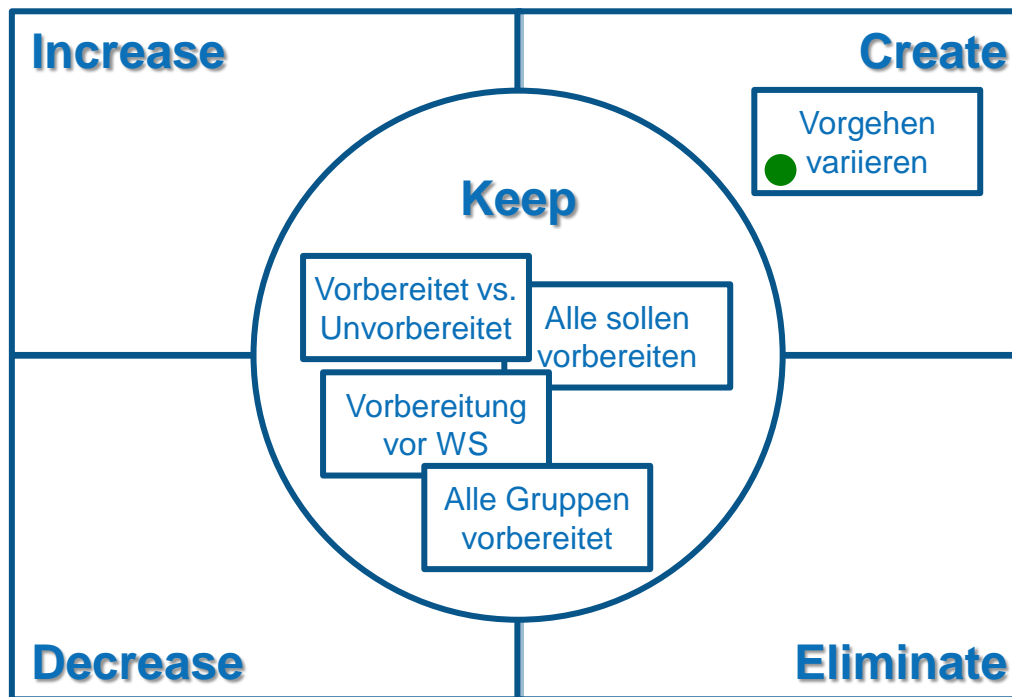 Increase
Create
Vorgehen
variieren
Keep
Vorbereitet vs.
Unvorbereitet
Alle sollen
vorbereiten
Vorbereitung
vor WS
Alle Gruppen
vorbereitet
Decrease
Eliminate